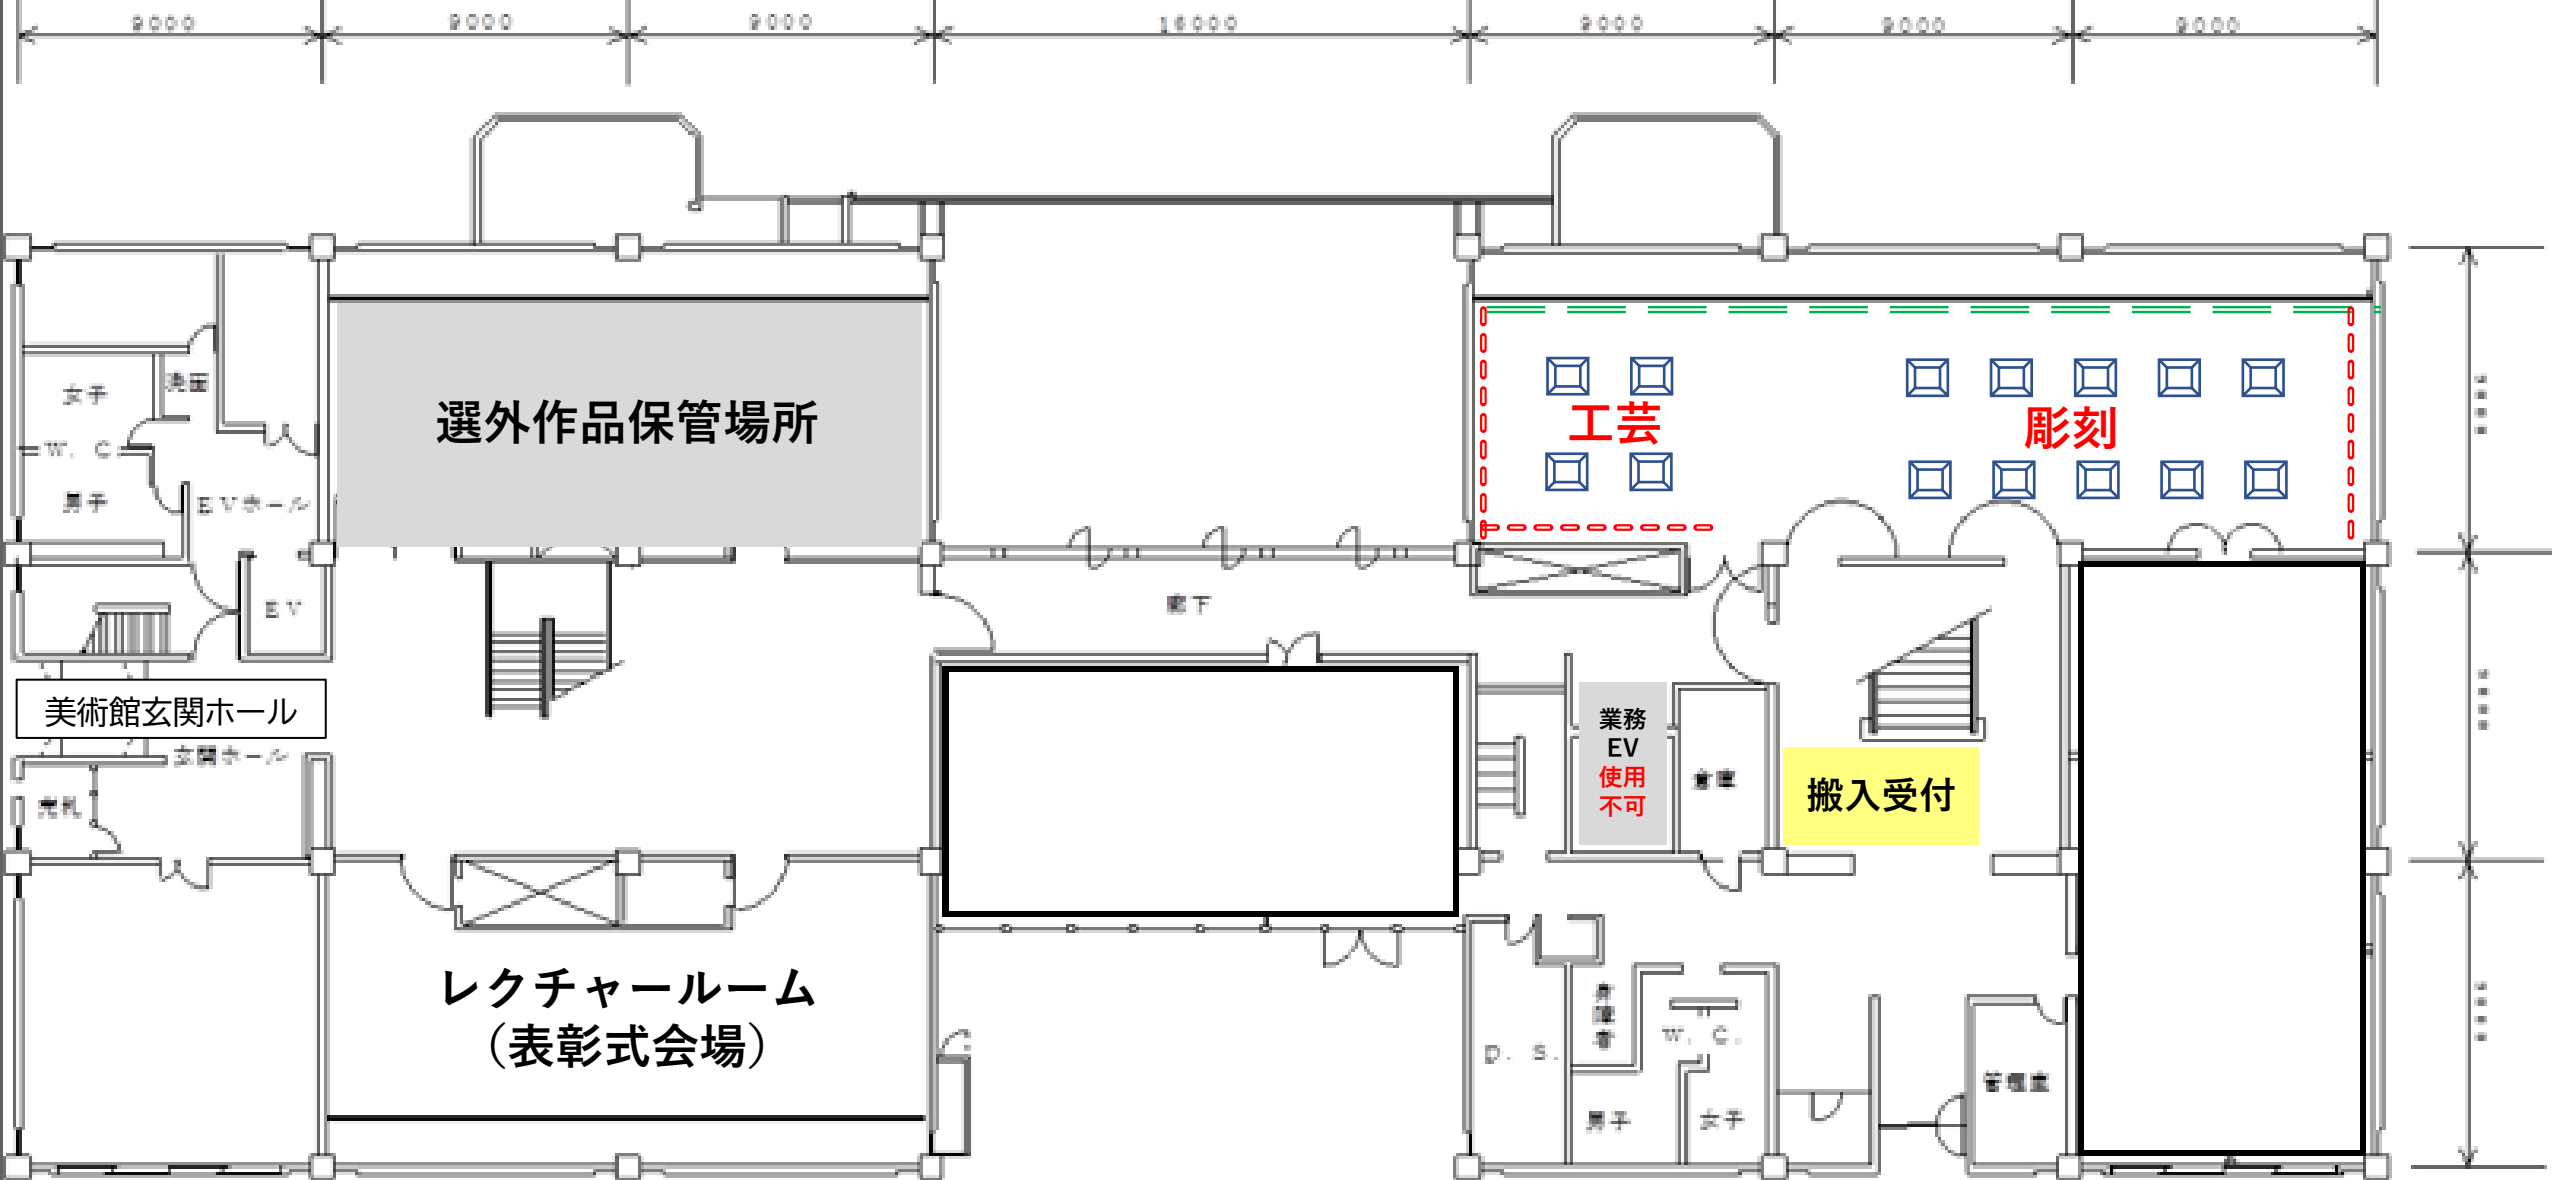 9000
9000
9000
16000
9000
9000
9000
女子
W. C.
男子
EVホール
EV
美術館玄関ホール
玄関ホール
選外作品保管場所
レクチャールーム
（表彰式会場）
廊下
工芸
彫刻
業務
EV
使用
不可
倉庫
搬入受付
D. S.
W. C.
男子
女子
管理室